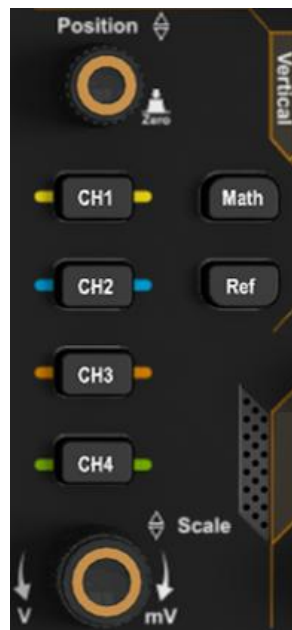 Position
Vertical
Zero
CH1
Math
CH2
Ref
CH3
CH4
Scale
V
mV